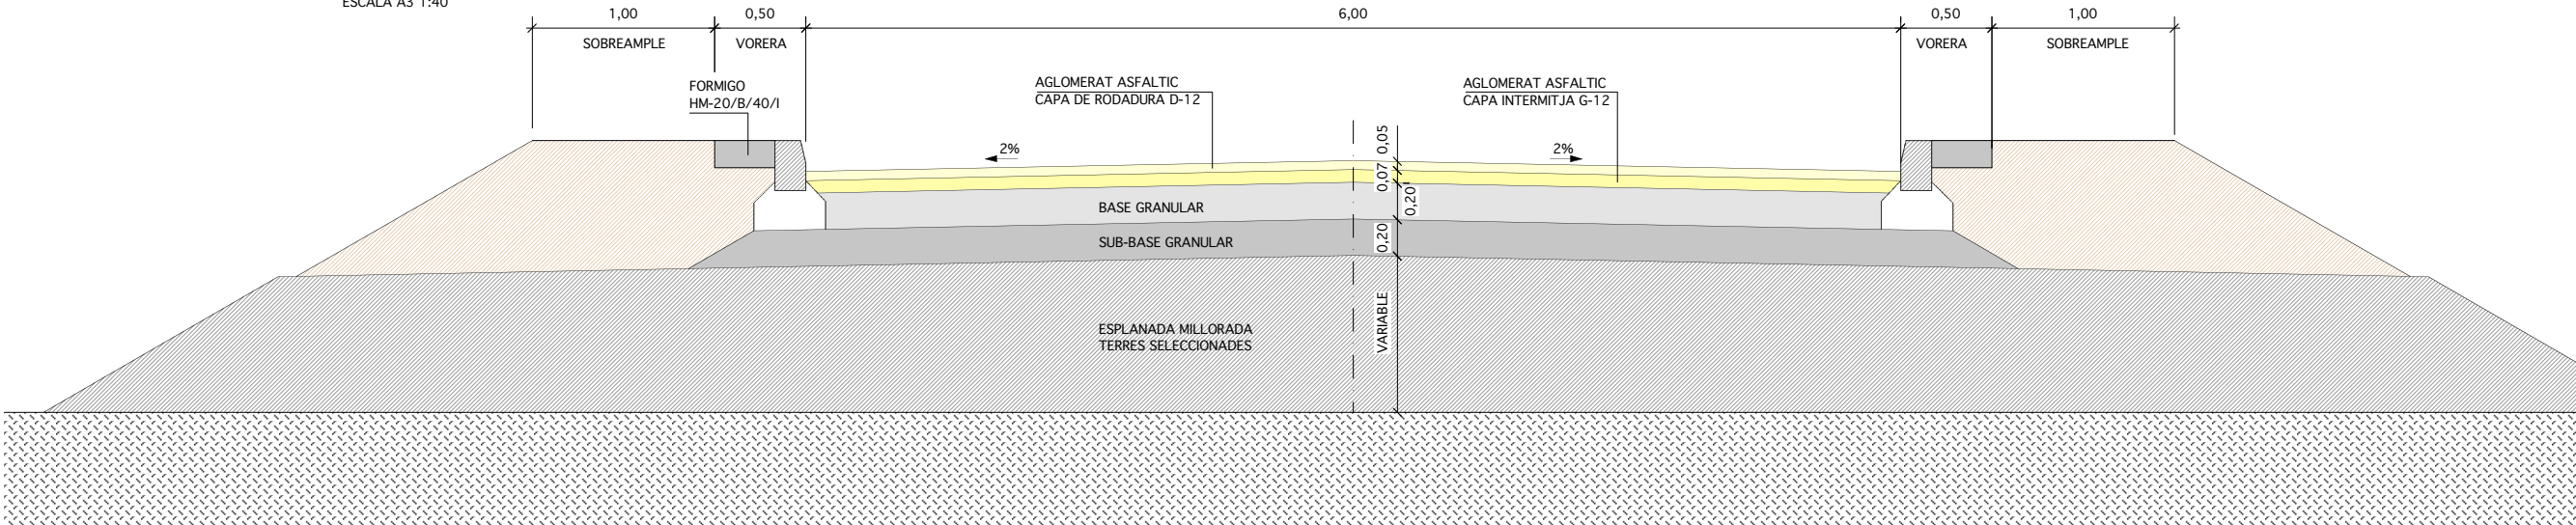 ESCALA A3 1:40
1,00
0,50
6,00
0,50
1,00
SOBREAMPLE
VORERA
VORERA
SOBREAMPLE
FORMIGO
HM-20/B/40/I
AGLOMERAT ASFALTIC
CAPA DE RODADURA D-12
AGLOMERAT ASFALTIC
CAPA INTERMITJA G-12
2%
2%
0,05
0,07
0,20
BASE GRANULAR
0,20
SUB-BASE GRANULAR
VARIABLE
ESPLANADA MILLORADA
TERRES SELECCIONADES